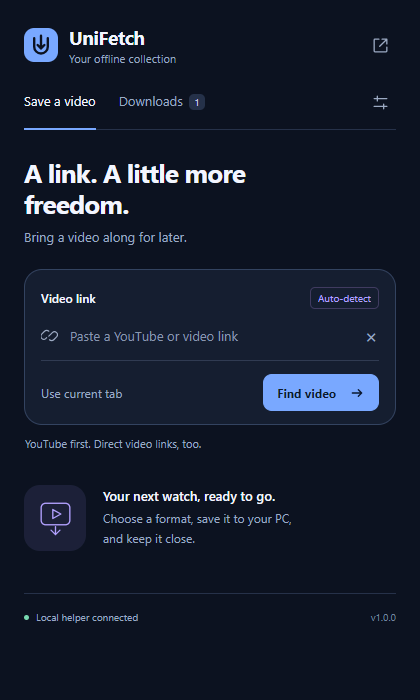 UniFetch
Your offline collection
Save a video
Downloads 1
A link. A little more
freedom.
Bring a video along for later.
Video link
Auto-detect
Paste a YouTube or video link
Use current tab
Find video
YouTube first. Direct video links, too.
Your next watch, ready to go.
Choose a format, save it to your PC,
and keep it close.
Local helper connected
v1.0.0